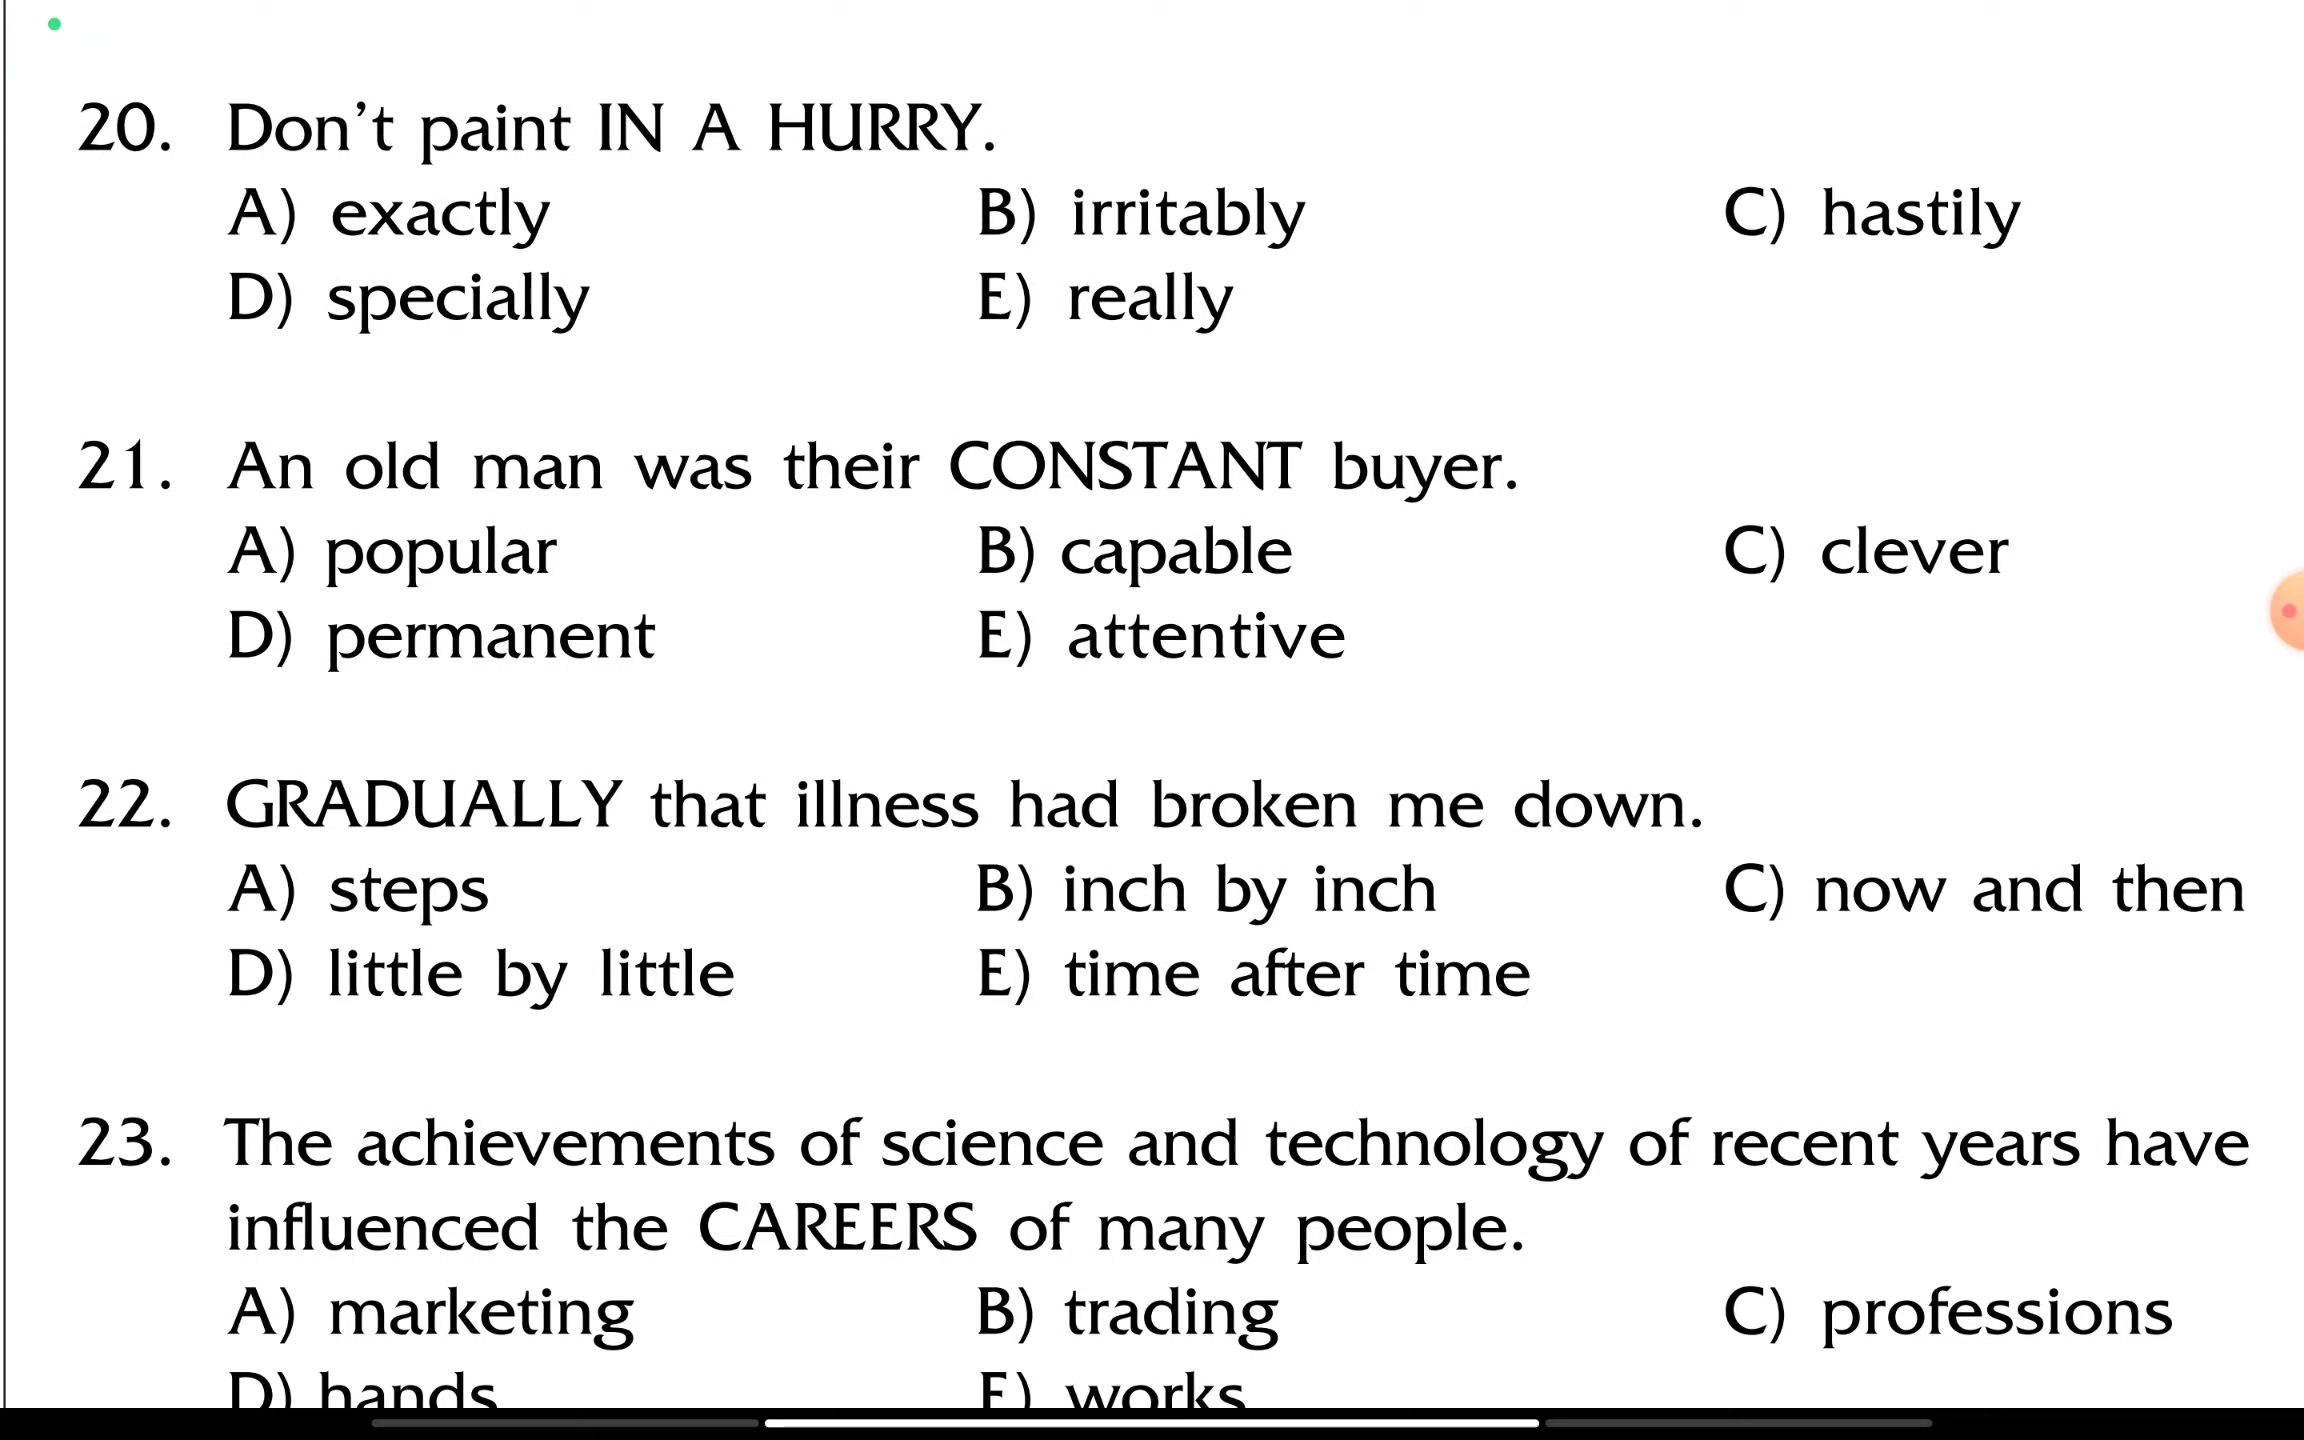 20. Don't paint IN A HURRY.
A) exactly B) irritably C) hastily
D) specially E) really
21. An old man was their CONSTANT buyer.
A) popular B) capable C) clever
D) permanent E) attentive
22. GRADUALLY that illness had broken me down.
A) steps B) inch by inch C) now and then
D) little by little E) time after time
23. The achievements of science and technology of recent years have
influenced the CAREERS of many people.
A) marketing B) trading C) professions
D) hands E) works